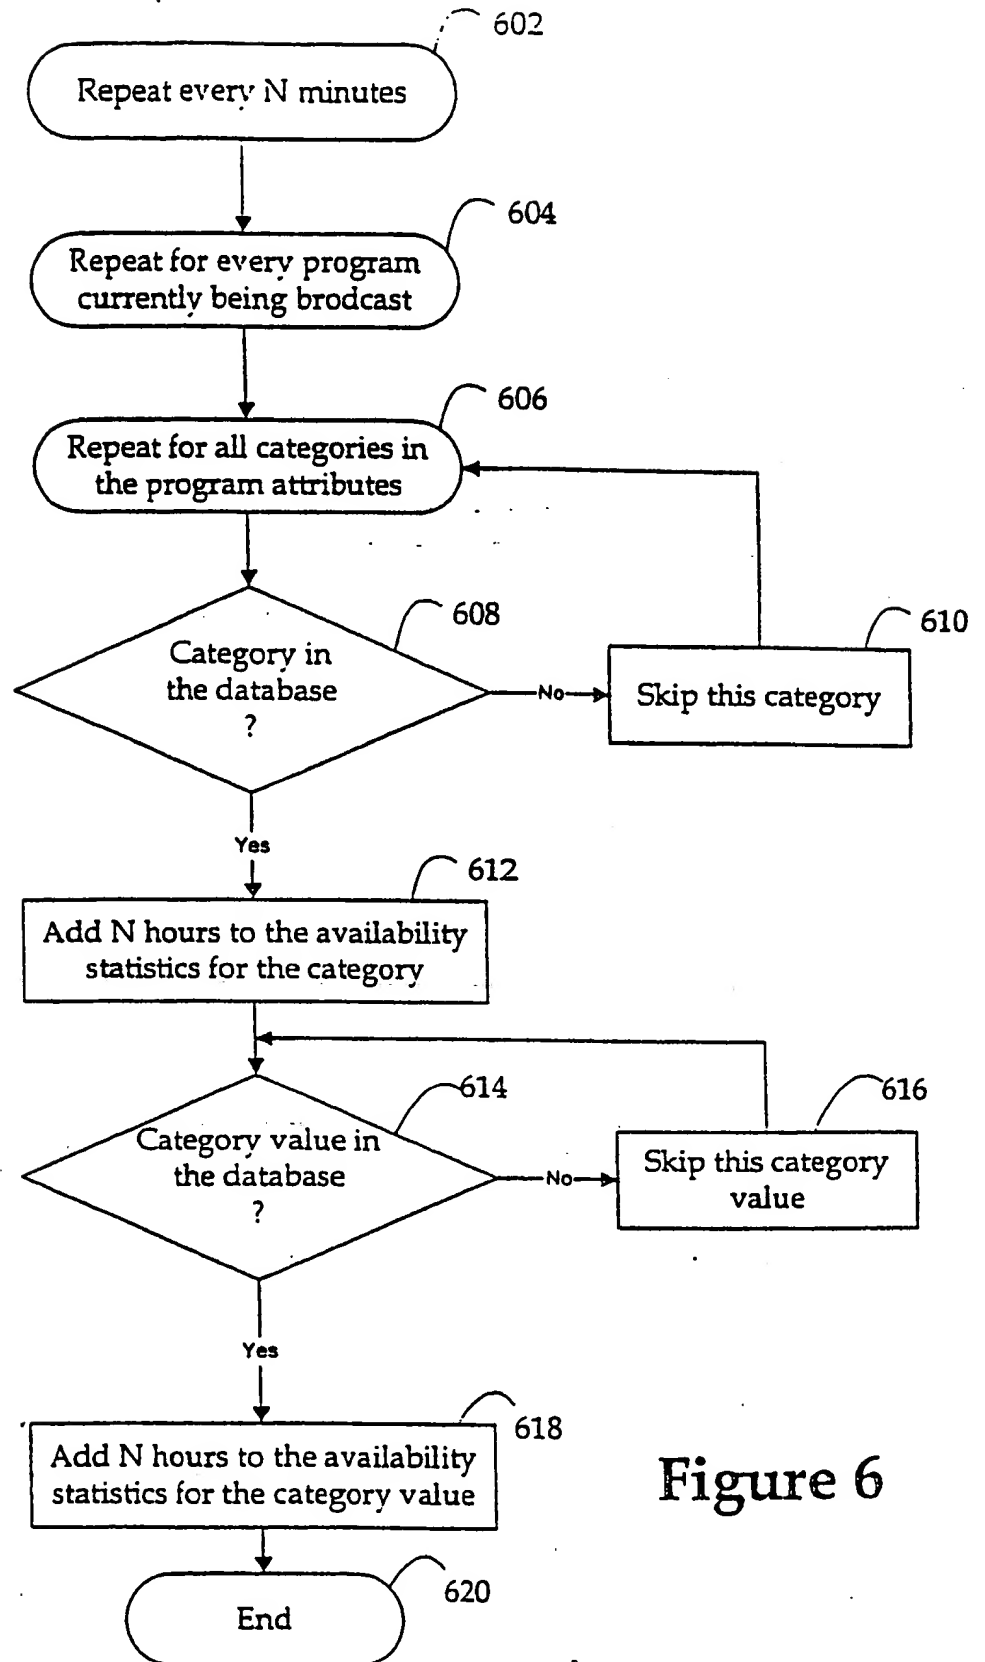 602
Repeat every N minutes
604
Repeat for every program
currently being brodcast
606
Repeat for all categories in
the program attributes
608
Category in
the database
?
No
610
Skip this category
Yes
612
Add N hours to the availability
statistics for the category
614
Category value in
the database
?
No
616
Skip this category
value
Yes
618
Add N hours to the availability
statistics for the category value
Figure 6
620
End